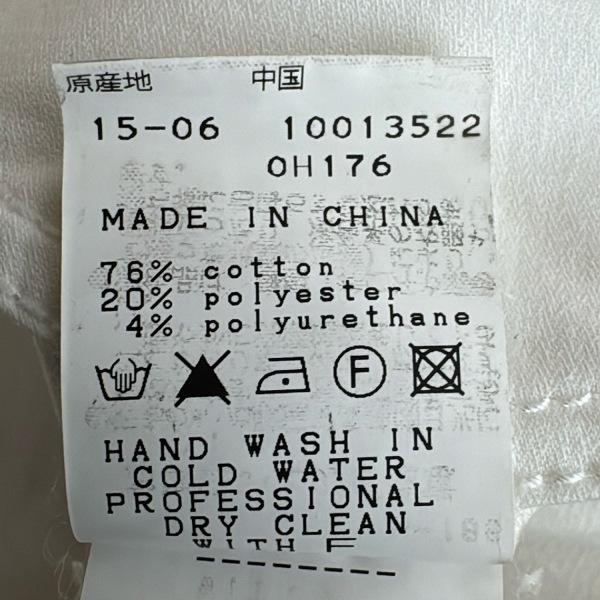 原産地 中国
15-06 10013522
0H176
MADE IN CHINA
76% cotton
20% polyester
4% polyurethane
F
HAND WASH IN
COLD WATER
PROFESSIONAL
DRY CLEAN
WITH F